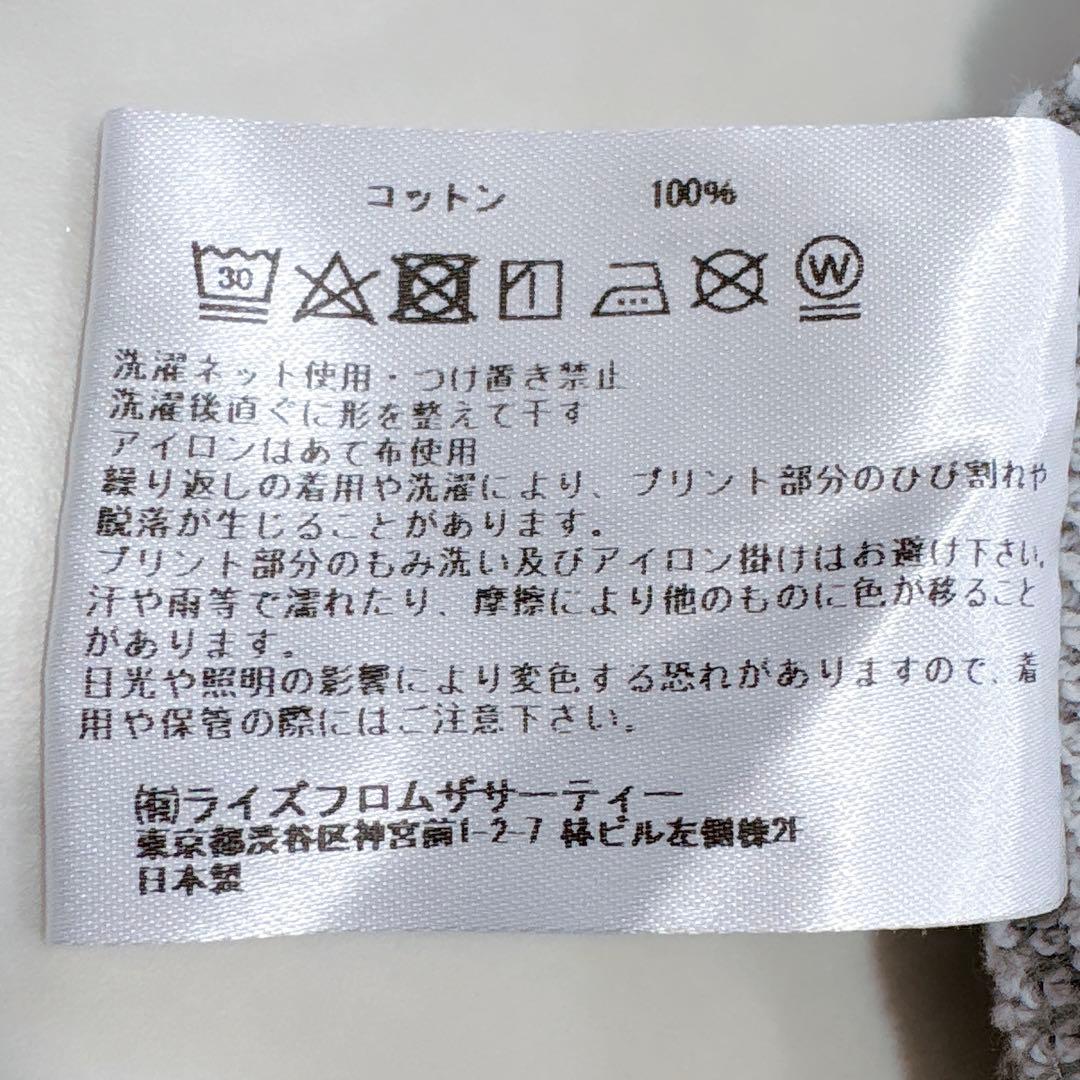 コットン 100%
30 W
洗濯ネット使用・つけ置き禁止
洗濯後直ぐに形を整えて干す
アイロンはあて布使用
繰り返しの着用や洗濯により、プリント部分のひび割れや
脱落が生じることがあります。
プリント部分のもみ洗い及びアイロン掛けはお避け下さい。
汗や雨等で濡れたり、摩擦により他のものに色が移ること
があります。
日光や照明の影響により変色する恐れがありますので、着
用や保管の際にはご注意下さい。
㈲ライズフロムザサーティー
東京都渋谷区神宮前1-2-7 林ビル左側棟2F
日本製